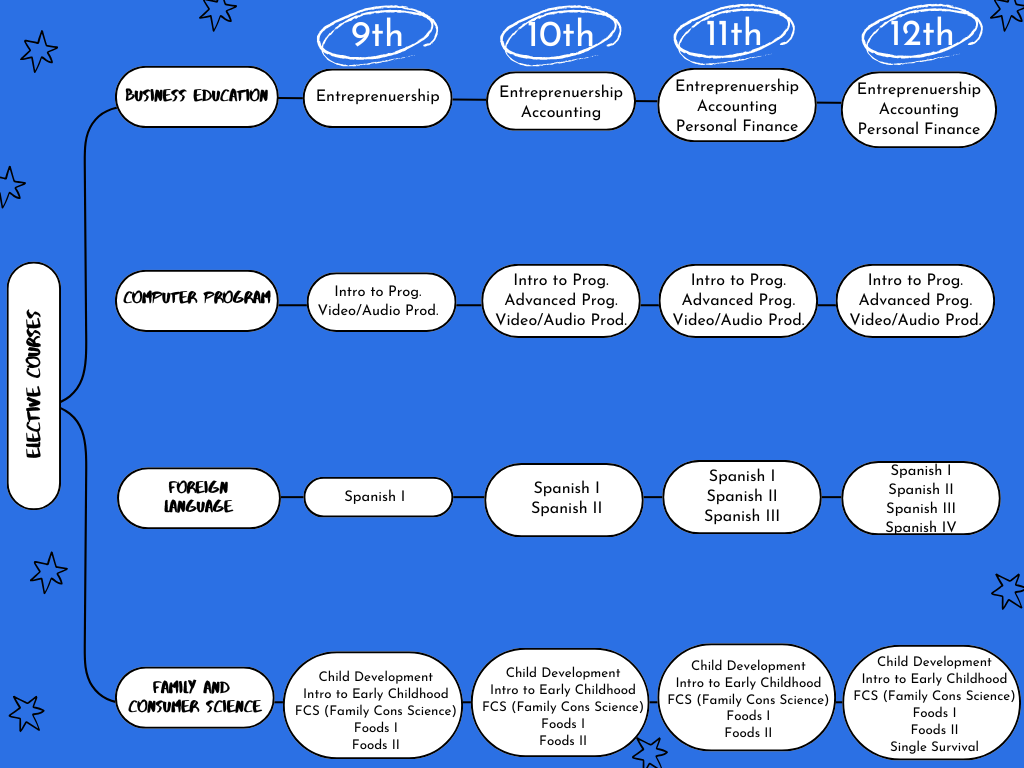 9th
10th
11th
12th
ELECTIVE COURSES
BUSINESS EDUCATION
Entreprenuership
Entreprenuership
Accounting
Entreprenuership
Accounting
Personal Finance
Entreprenuership
Accounting
Personal Finance
COMPUTER PROGRAM
Intro to Prog.
Video/Audio Prod.
Intro to Prog.
Advanced Prog.
Video/Audio Prod.
Intro to Prog.
Advanced Prog.
Video/Audio Prod.
Intro to Prog.
Advanced Prog.
Video/Audio Prod.
FOREIGN
LANGUAGE
Spanish I
Spanish I
Spanish II
Spanish I
Spanish II
Spanish III
Spanish I
Spanish II
Spanish III
Spanish IV
FAMILY AND
CONSUMER SCIENCE
Child Development
Intro to Early Childhood
FCS (Family Cons Science)
Foods I
Foods II
Child Development
Intro to Early Childhood
FCS (Family Cons Science)
Foods I
Foods II
Child Development
Intro to Early Childhood
FCS (Family Cons Science)
Foods I
Foods II
Child Development
Intro to Early Childhood
FCS (Family Cons Science)
Foods I
Foods II
Single Survival